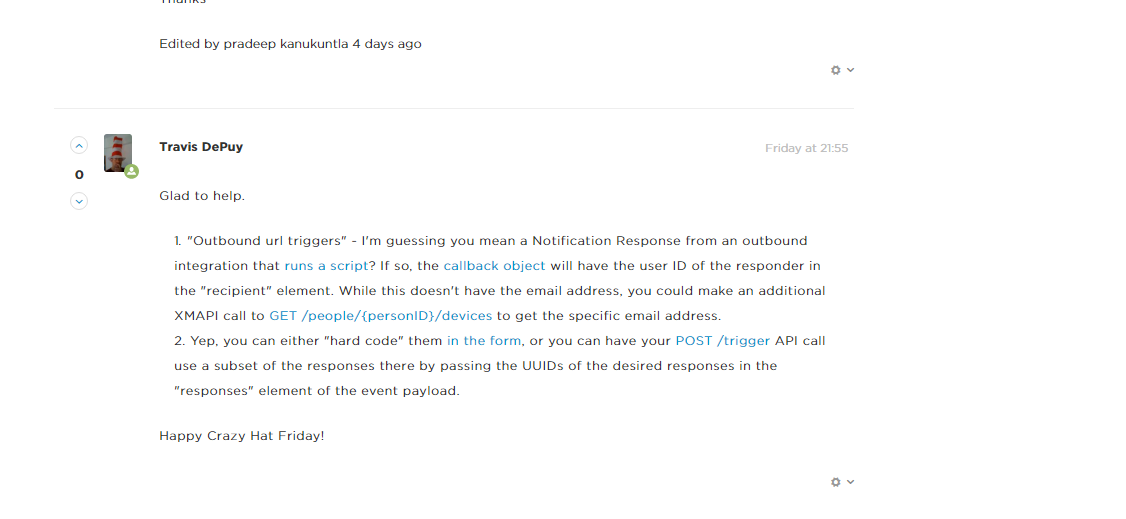 Thanks
Edited by pradeep kanukuntla 4 days ago
Travis DePuy
Friday at 21:55
0
Glad to help.
1. "Outbound url triggers" - I'm guessing you mean a Notification Response from an outbound
integration that runs a script? If so, the callback object will have the user ID of the responder in
the "recipient" element. While this doesn't have the email address, you could make an additional
XMAPI call to GET /people/{personID}/devices to get the specific email address.
2. Yep, you can either "hard code" them in the form, or you can have your POST /trigger API call
use a subset of the responses there by passing the UUIDs of the desired responses in the
"responses" element of the event payload.
Happy Crazy Hat Friday!